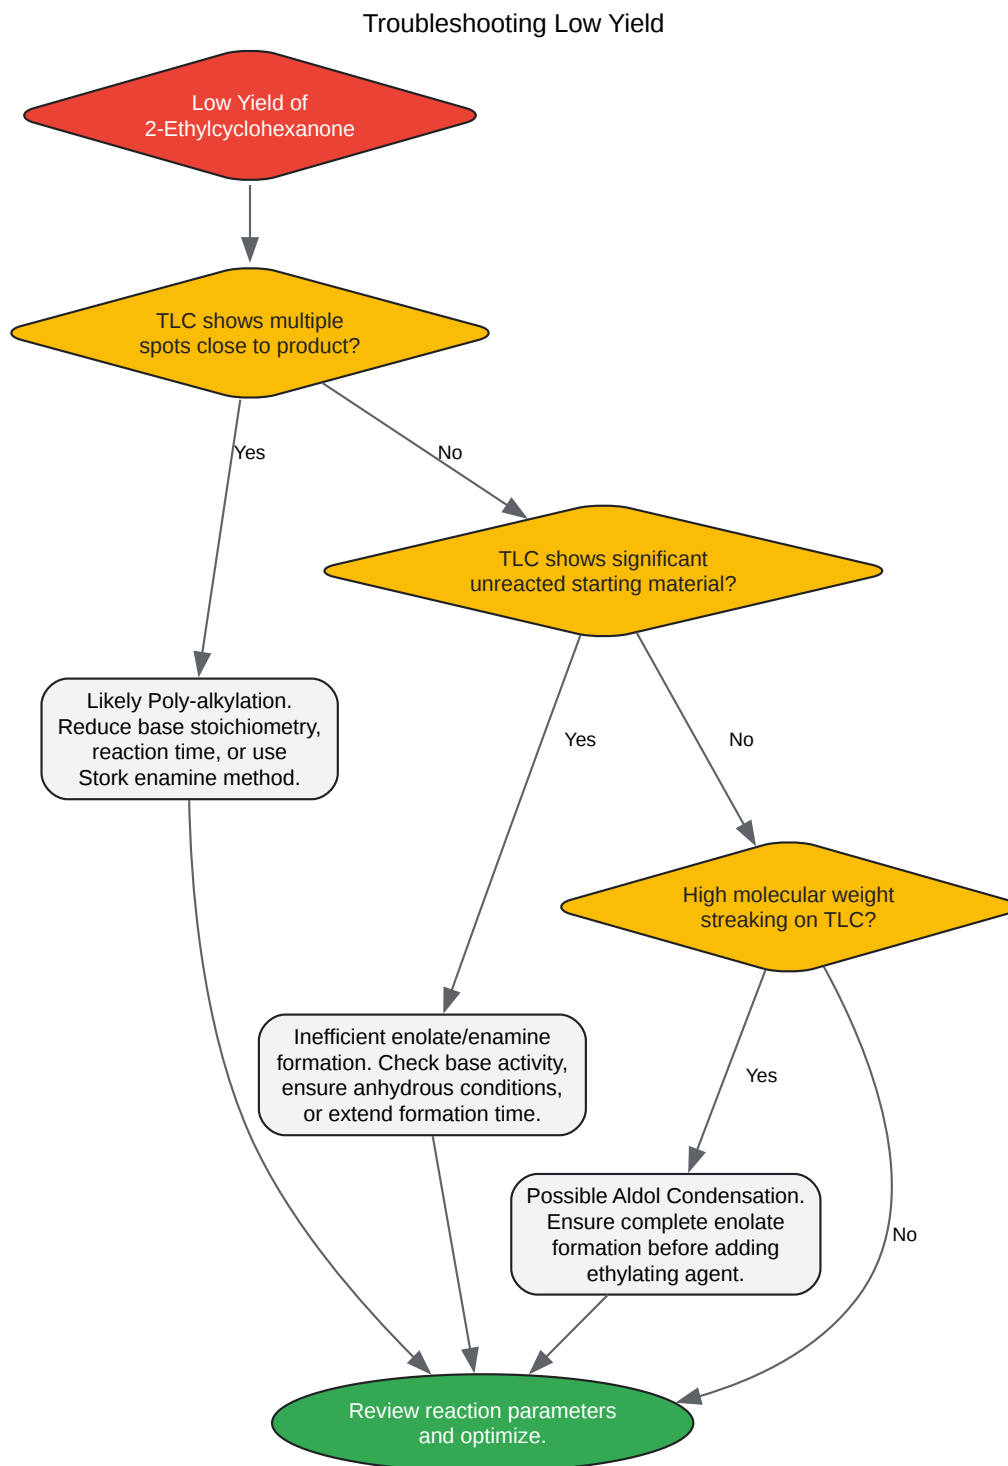 Troubleshooting Low Yield
Low Yield of
2-Ethylcyclohexanone
TLC shows multiple
spots close to product?
Yes
No
TLC shows significant
unreacted starting material?
Likely Poly-alkylation.
Reduce base stoichiometry,
reaction time, or use
Stork enamine method.
Yes
No
High molecular weight
streaking on TLC?
Inefficient enolate/enamine
formation. Check base activity,
ensure anhydrous conditions,
or extend formation time.
Yes
Possible Aldol Condensation.
Ensure complete enolate
formation before adding
ethylating agent.
No
Review reaction parameters
and optimize.